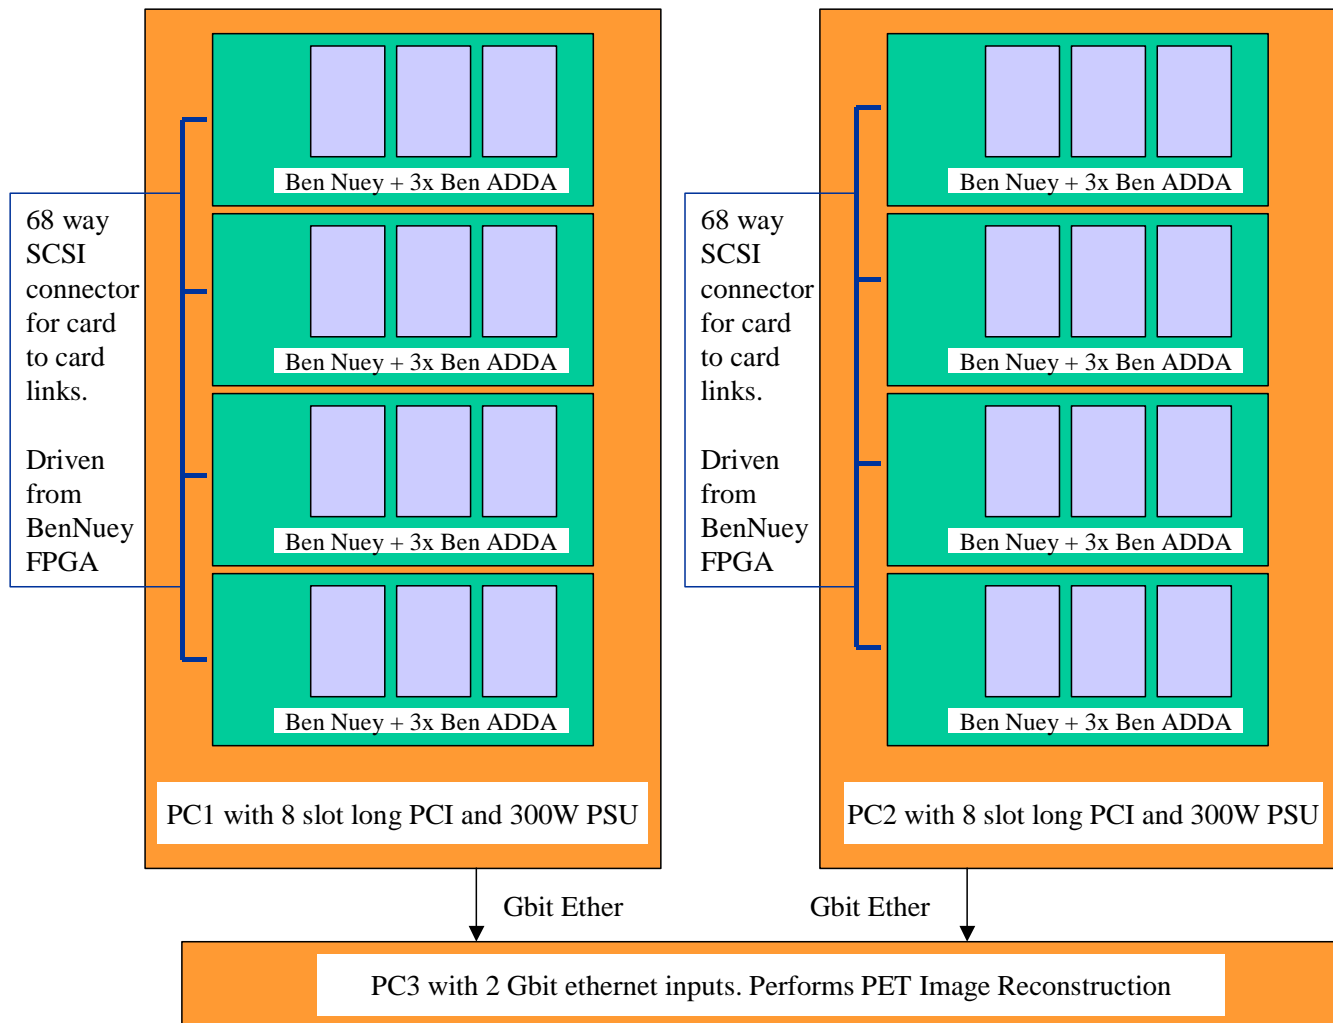 Ben Nuey + 3x Ben ADDA
Ben Nuey + 3x Ben ADDA
Ben Nuey + 3x Ben ADDA
Ben Nuey + 3x Ben ADDA
68 way
SCSI
connector
for card
to card
links.
Driven
from
BenNuey
FPGA
PC1 with 8 slot long PCI and 300W PSU
Ben Nuey + 3x Ben ADDA
Ben Nuey + 3x Ben ADDA
Ben Nuey + 3x Ben ADDA
Ben Nuey + 3x Ben ADDA
68 way
SCSI
connector
for card
to card
links.
Driven
from
BenNuey
FPGA
PC2 with 8 slot long PCI and 300W PSU
Gbit Ether
Gbit Ether
PC3 with 2 Gbit ethernet inputs. Performs PET Image Reconstruction